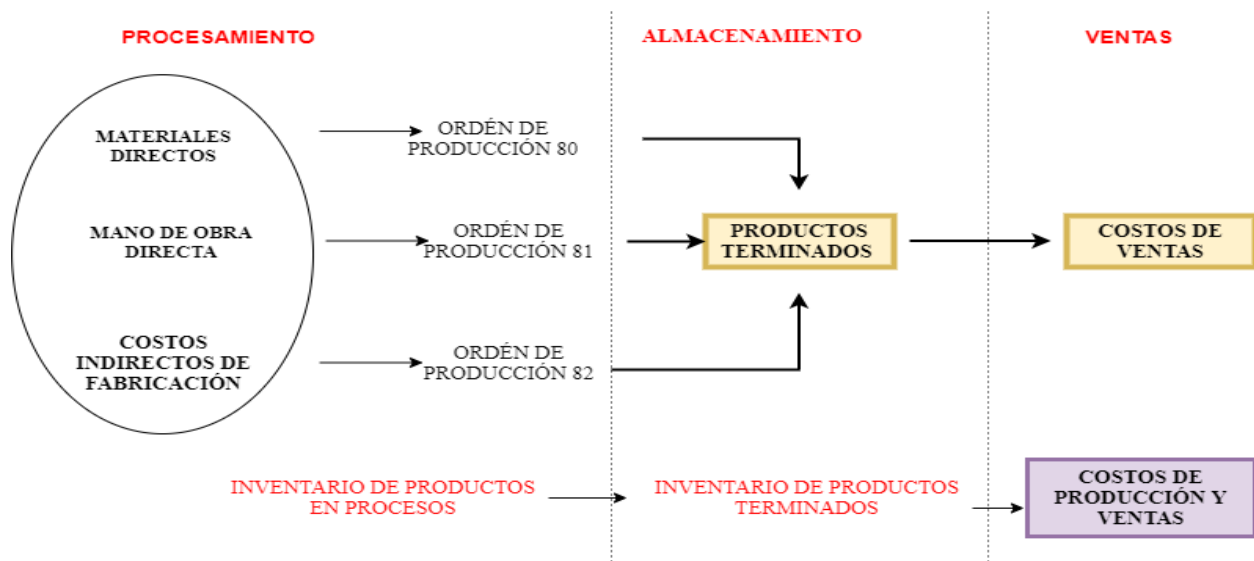 PROCESAMIENTO
ALMACENAMIENTO
VENTAS
MATERIALES
DIRECTOS
ORDÉN DE
PRODUCCIÓN 80
MANO DE OBRA
DIRECTA
ORDÉN DE
PRODUCCIÓN 81
PRODUCTOS
TERMINADOS
COSTOS DE
VENTAS
COSTOS
INDIRECTOS DE
FABRICACIÓN
ORDÉN DE
PRODUCCIÓN 82
INVENTARIO DE PRODUCTOS
EN PROCESOS
INVENTARIO DE PRODUCTOS
TERMINADOS
COSTOS DE
PRODUCCIÓN Y
VENTAS